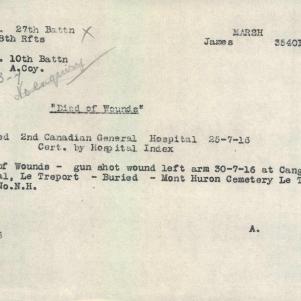 . 27th Battn X MARSH
8th Rfts James 3540
. 10th Battn
A.Coy.
"Died of Wounds"
ed 2nd Canadian General Hospital 25-7-16
Cert. by Hospital Index
of Wounds - gun shot wound left arm 30-7-16 at Cang
al, Le Treport - Buried - Mont Huron Cemetery Le T
No.N.H.
A.